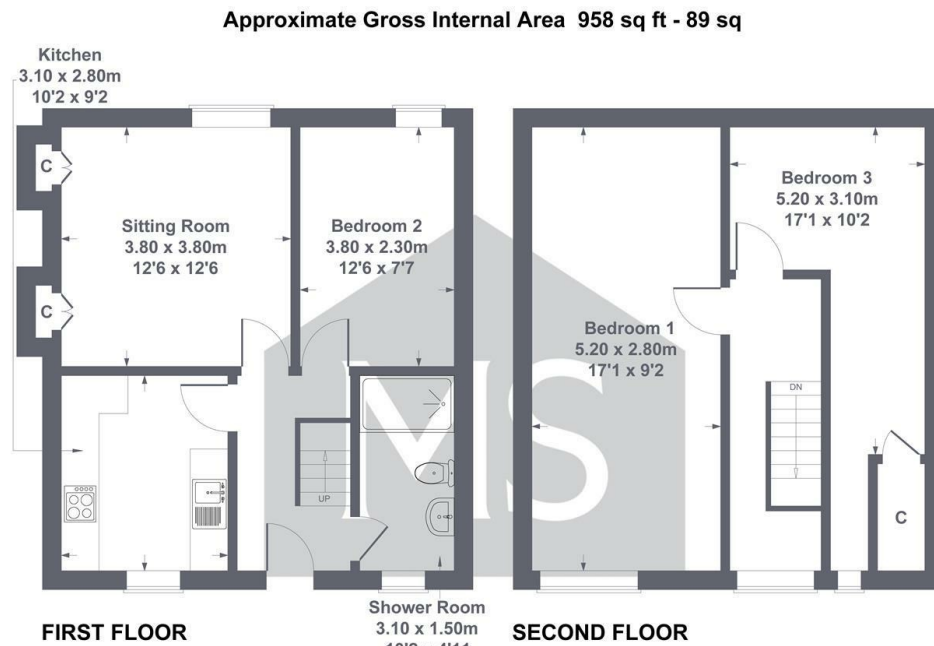 Approximate Gross Internal Area 958 sq ft - 89 sq
Kitchen
3.10 x 2.80m
10'2 x 9'2
C
Sitting Room
3.80 x 3.80m
12'6 x 12'6
C
Bedroom 2
3.80 x 2.30m
12'6 x 7'7
UP
MS
Shower Room
3.10 x 1.50m
FIRST FLOOR
Bedroom 1
5.20 x 2.80m
17'1 x 9'2
Bedroom 3
5.20 x 3.10m
17'1 x 10'2
DN
C
SECOND FLOOR